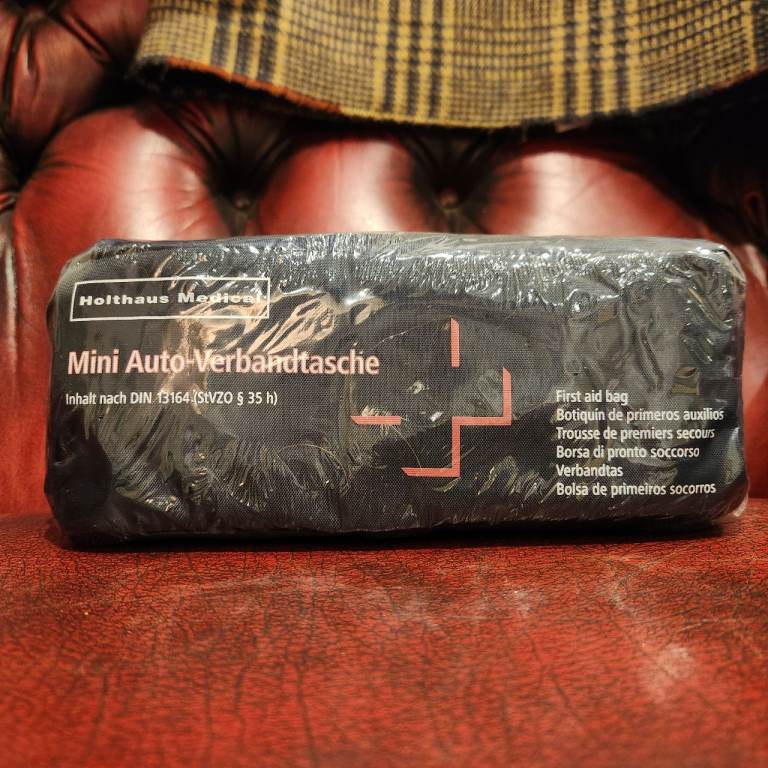 Holthaus Medical
Mini Auto-Verbandtasche
Inhalt nach DIN 13164 (StVZO § 35 h)
First aid bag
Botiquin de primeros auxilios
Trousse de premiers secours
Borsa di pronto soccorso
Verbandtas
Bolsa de primeiros socorros